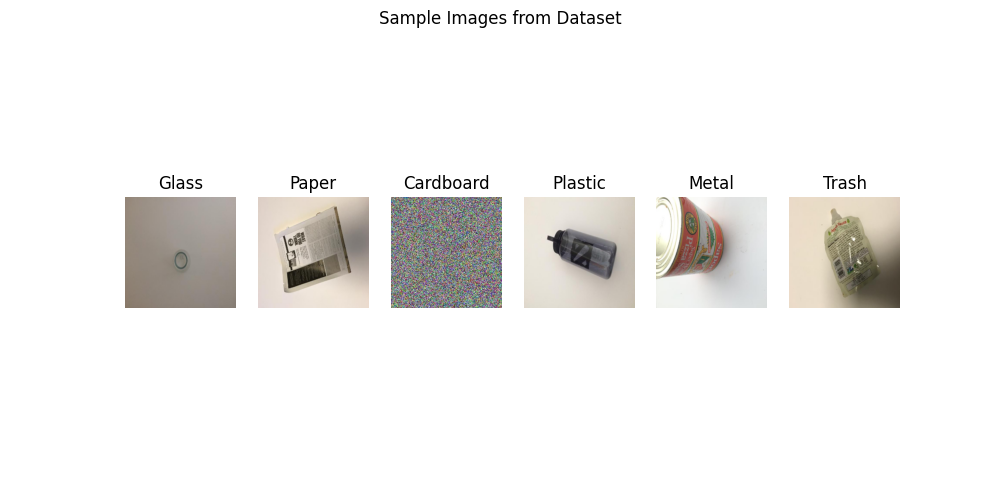 Sample Images from Dataset
Glass
Paper
Cardboard
Plastic
Metal
Trash